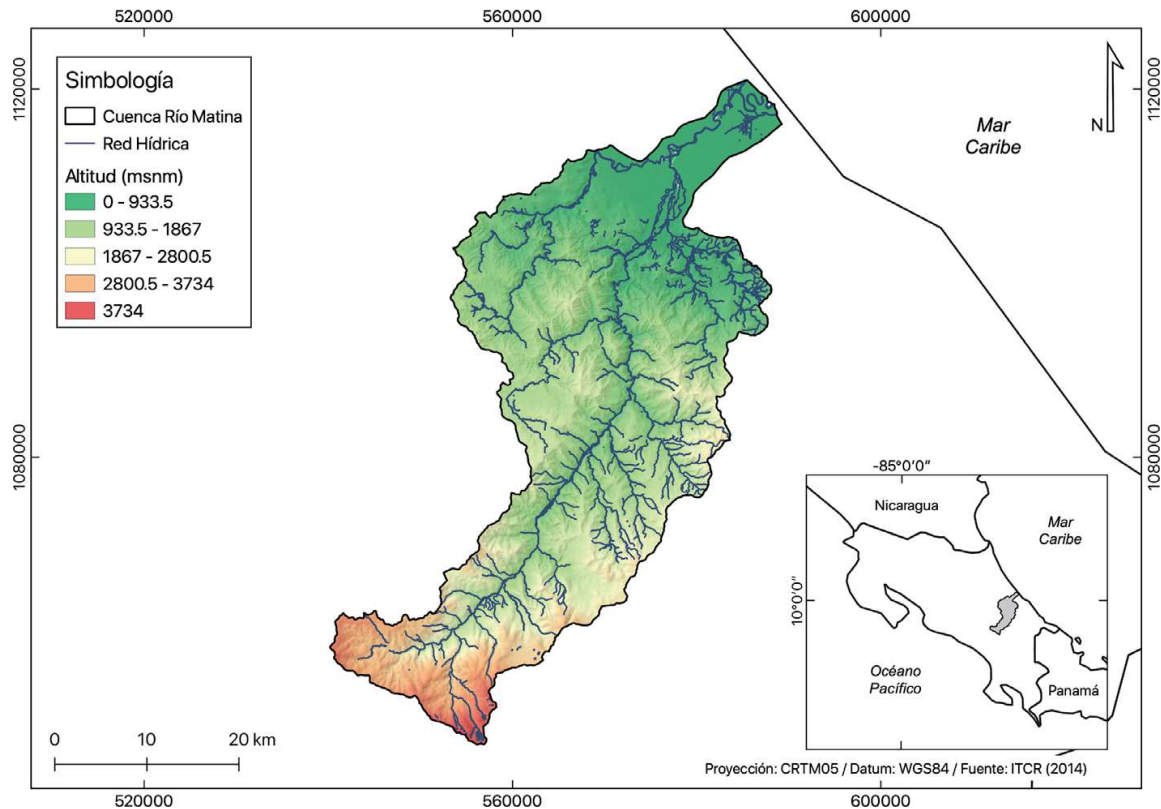 520000
560000
600000
1120000
1120000
Simbología
Cuenca Río Matina
Red Hídrica
Altitud (msnm)
0 - 933.5
933.5 - 1867
1867 - 2800.5
2800.5 - 3734
3734
Mar
Caribe
N
1080000
1080000
-85°0′0″
Nicaragua
Mar
Caribe
10°0′0″
Océano
Pacífico
Panamá
0
10
20 km
Proyección: CRTM05 / Datum: WGS84 / Fuente: ITCR (2014)
520000
560000
600000